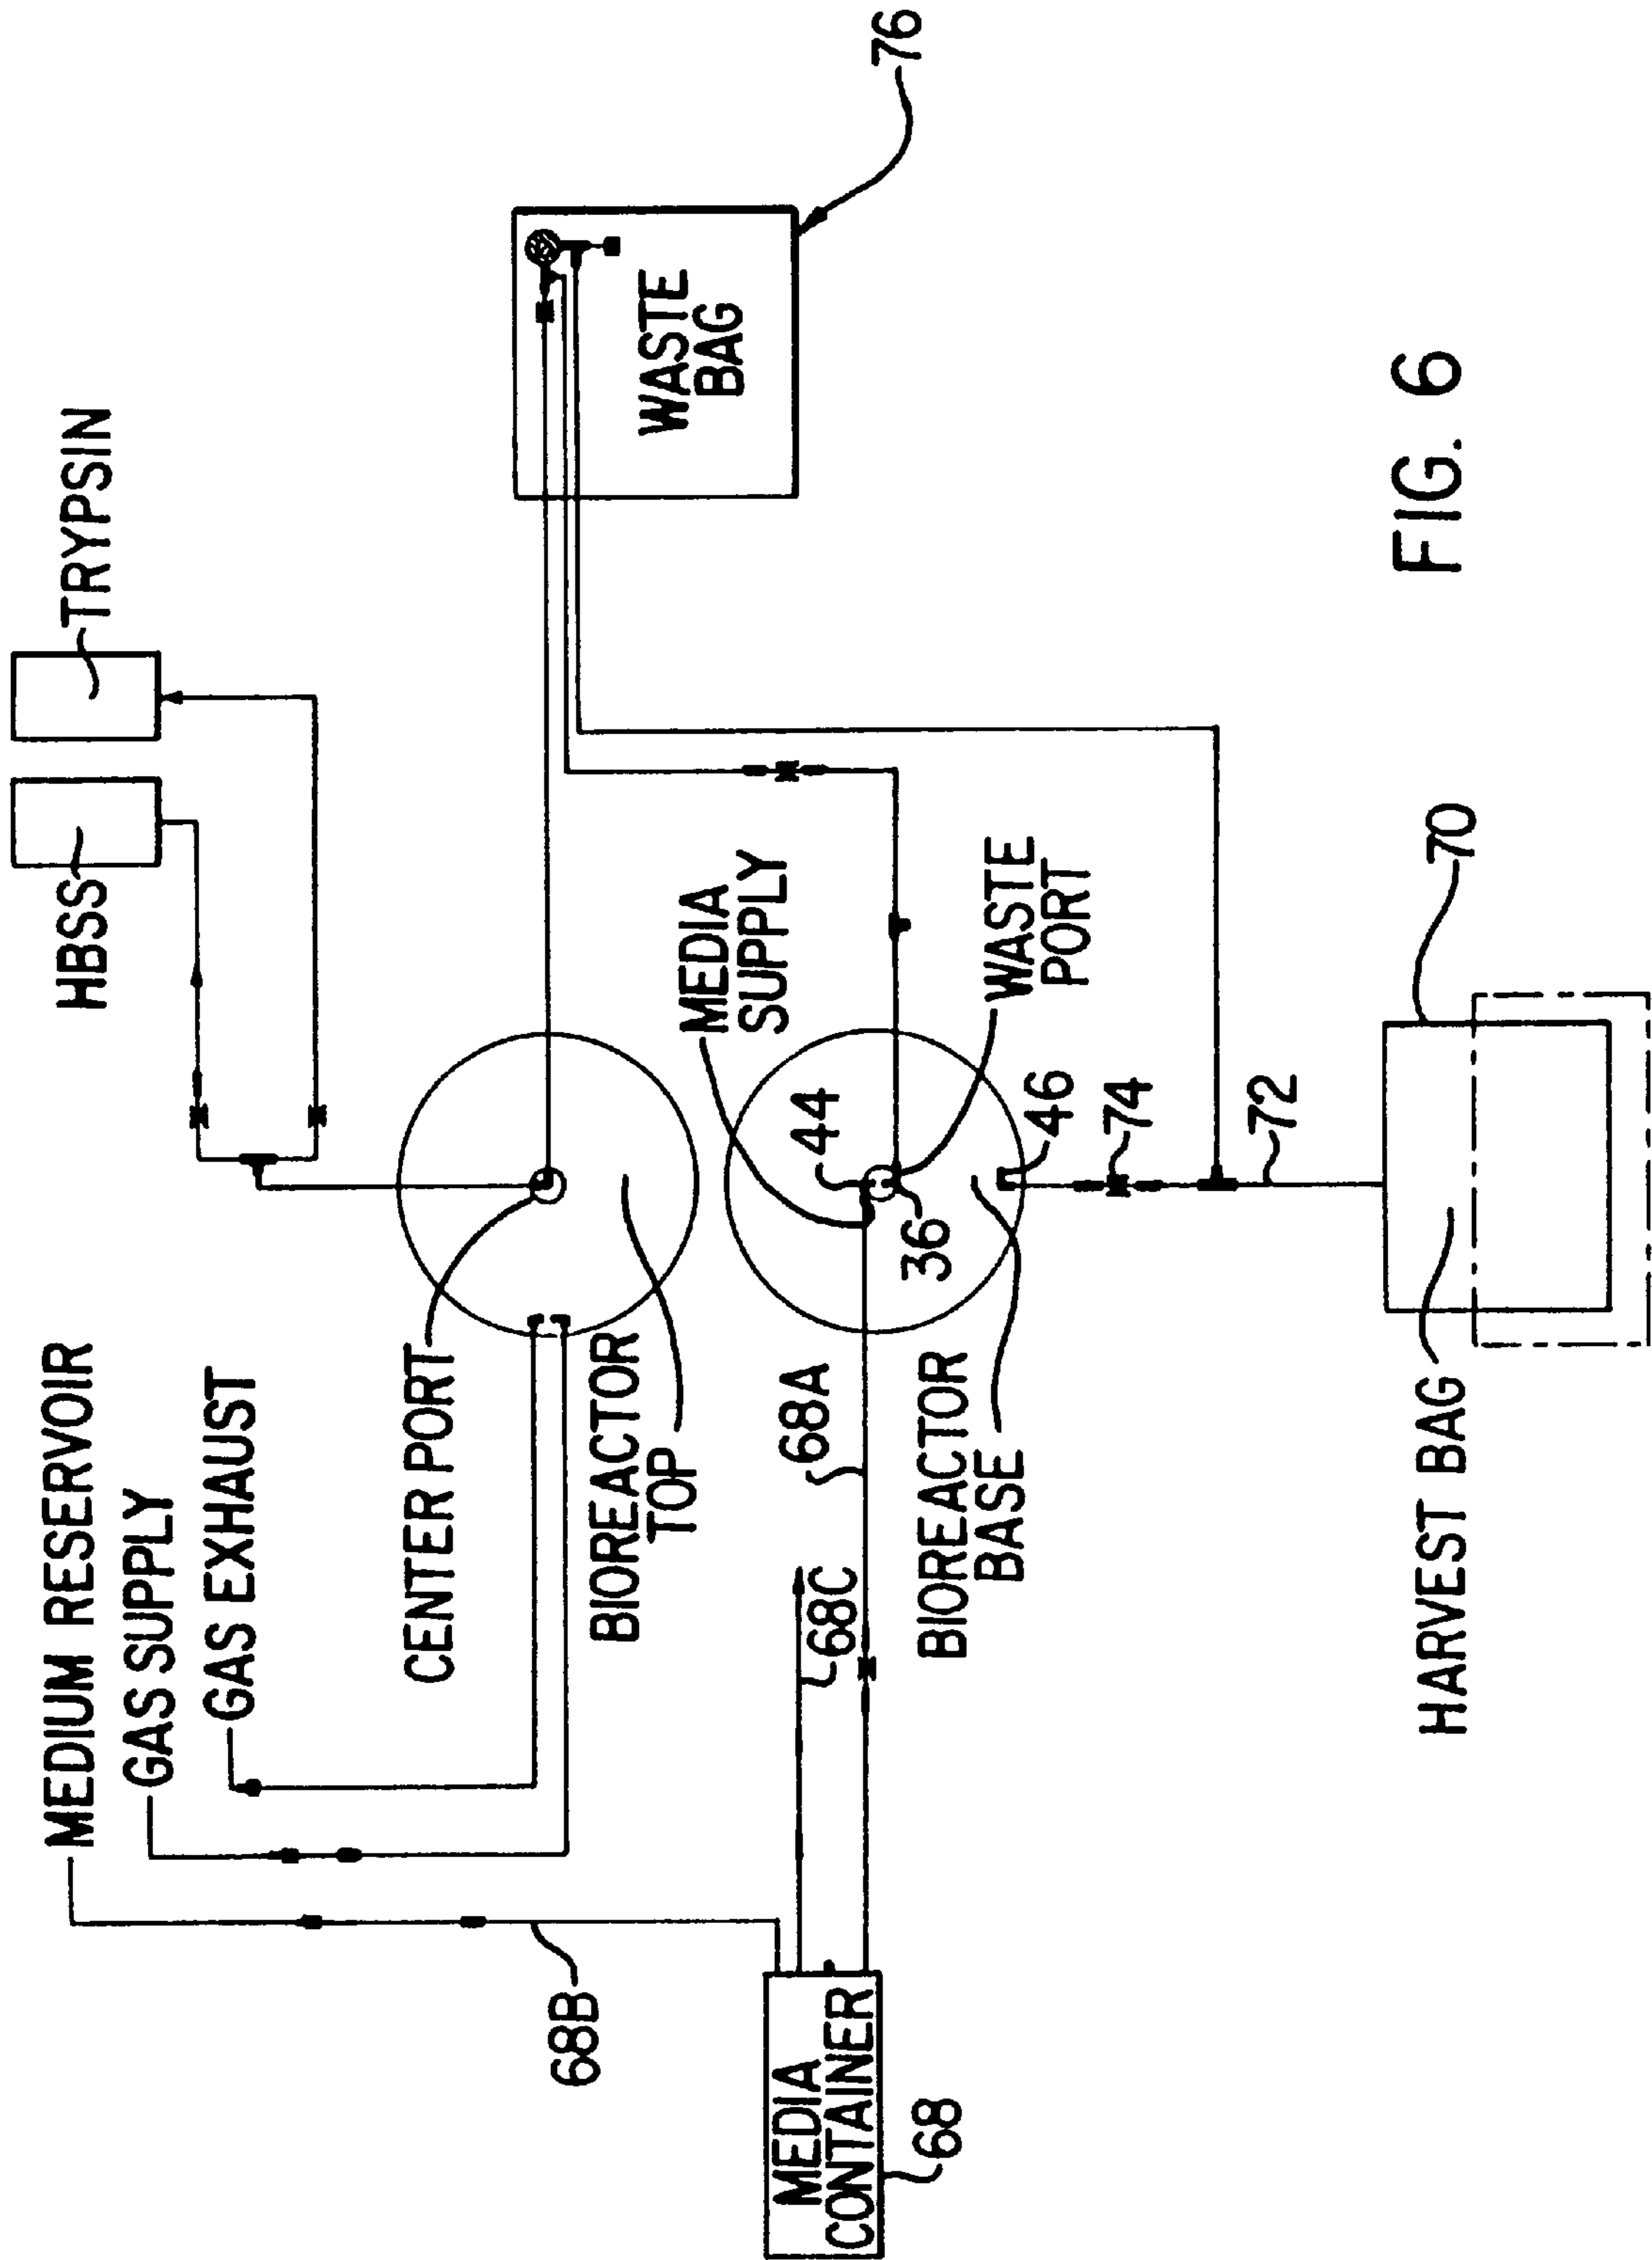 MEDIUM RESERVOIR
GAS SUPPLY
GAS EXHAUST
HBSS
TRYPSIN
CENTER PORT
BIOREACTOR
TOP
WASTE
BAG
76
68B
MEDIA
SUPPLY
68C
68A
44
36
WASTE
PORT
MEDIA
CONTAINER
68
BIOREACTOR
BASE
46
74
72
70
HARVEST BAG
FIG. 6